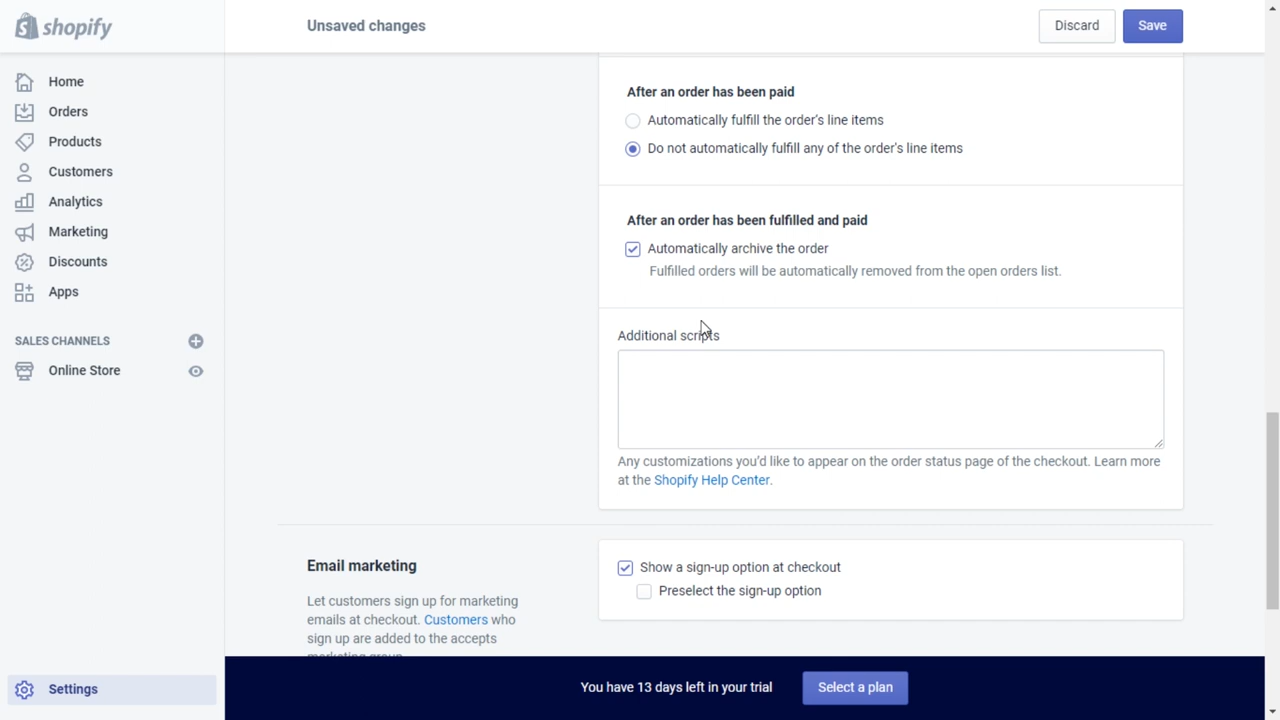 shopify
Unsaved changes
Discard
Save
Home
Orders
Products
Customers
Analytics
Marketing
Discounts
Apps
SALES CHANNELS
Online Store
Settings
After an order has been paid
Automatically fulfill the order's line items
Do not automatically fulfill any of the order's line items
After an order has been fulfilled and paid
Automatically archive the order
Fulfilled orders will be automatically removed from the open orders list.
Additional scripts
Any customizations you'd like to appear on the order status page of the checkout. Learn more
at the Shopify Help Center.
Email marketing
Let customers sign up for marketing
emails at checkout. Customers who
sign up are added to the accepts
marketing group.
Show a sign-up option at checkout
Preselect the sign-up option
You have 13 days left in your trial
Select a plan